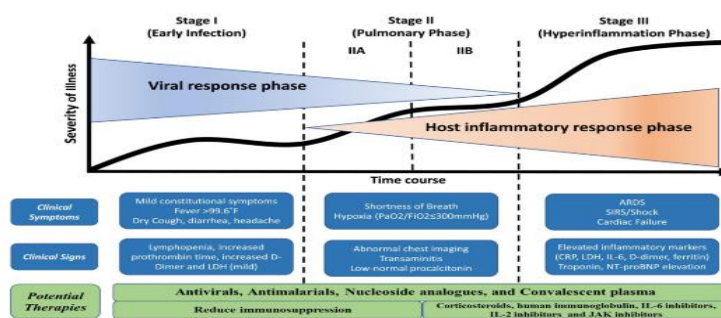 Stage I
(Early Infection)
Stage II
(Pulmonary Phase)
IIA
IIB
Stage III
(Hyperinflammation Phase)
Severity of Illness
Viral response phase
Host inflammatory response phase
Time course
Clinical
Symptoms
Mild constitutional symptoms
Fever >99.6°F
Dry Cough, diarrhea, headache
Shortness of Breath
Hypoxia (PaO2/FiO2≤300mmHg)
ARDS
SIRS/Shock
Cardiac Failure
Clinical Signs
Lymphopenia, increased
prothrombin time, increased D-
Dimer and LDH (mild)
Abnormal chest imaging
Transaminitis
Low-normal procalcitonin
Elevated inflammatory markers
(CRP, LDH, IL-6, D-dimer, ferritin)
Troponin, NT-proBNP elevation
Potential
Therapies
Antivirals, Antimalarials, Nucleoside analogues, and Convalescent plasma
Reduce immunosuppression
Corticosteroids, human immunoglobulin, IL-6 inhibitors,
IL-2 inhibitors and JAK inhibitors